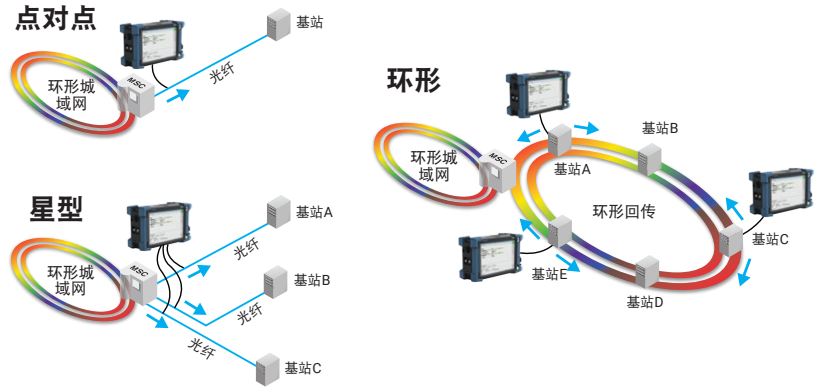 点对点
基站
光纤
MSC
环形城
域网
星型
基站A
光纤
MSC
环形城
域网
基站B
光纤
光纤
基站C
环形
基站B
MSC
环形城
域网
基站A
环形回传
基站C
基站E
基站D